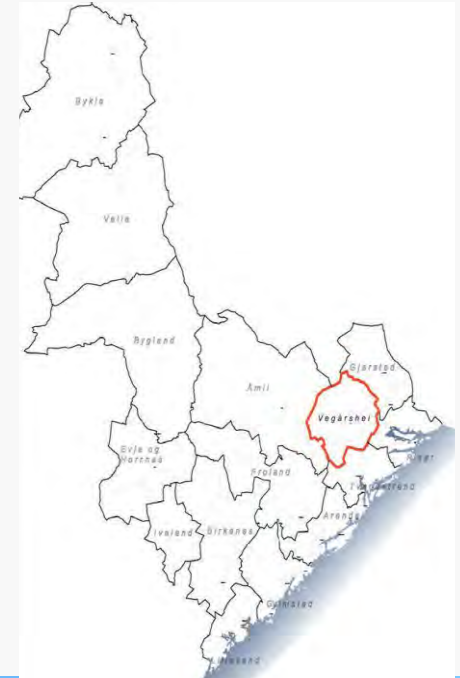 Bykle
Valle
Bygland
Åmli
Gjerstad
Vegårshei
Evje og
Hornnes
Froland
Risør
Tvedestrand
Arendal
Iveland
Birkenes
Grimstad
Lillesand